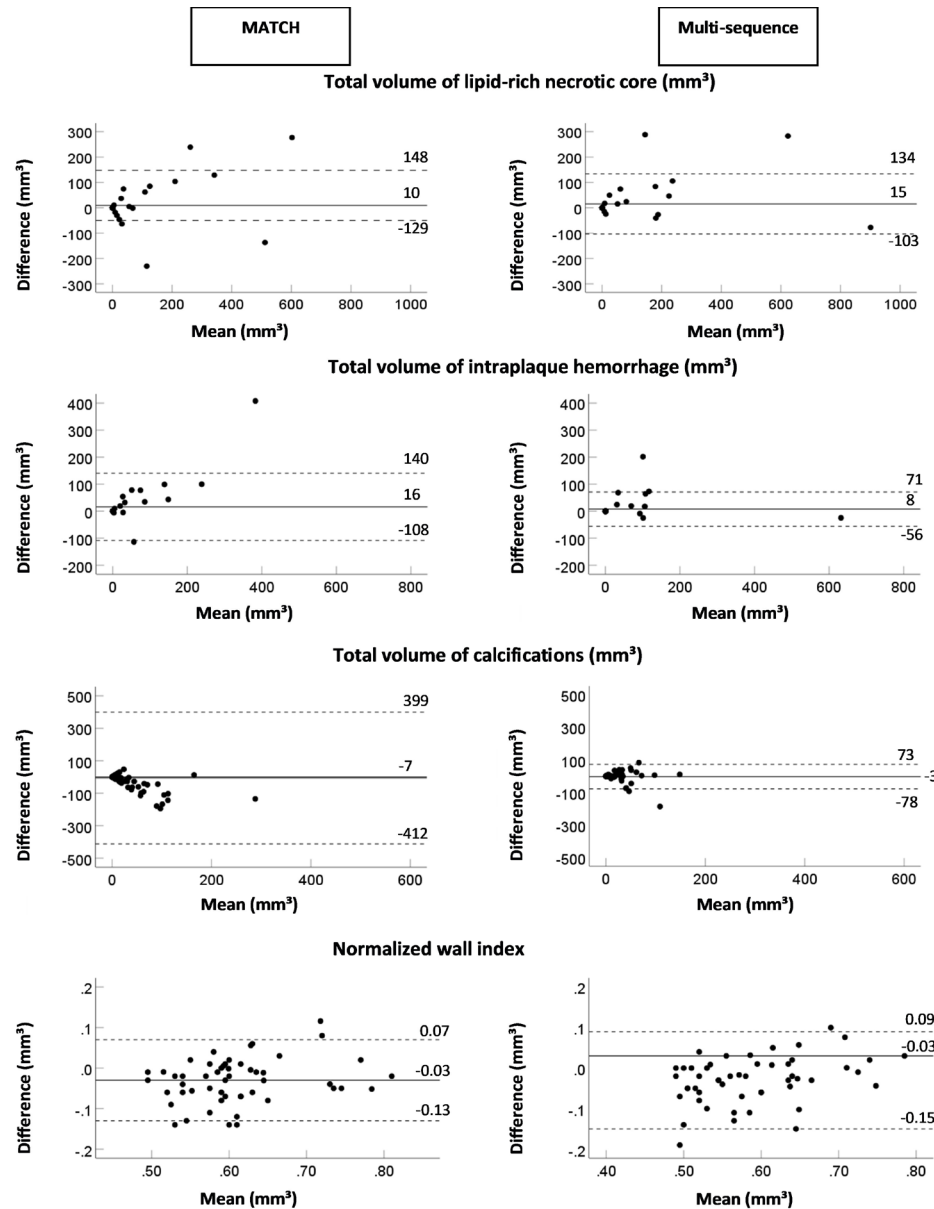 MATCH
Multi-sequence
Total volume of lipid-rich necrotic core (mm³)
Difference (mm³)
300
200
100
0
-100
-200
-300
148
10
-129
0 200 400 600 800 1000
Mean (mm³)
Difference (mm³)
300
200
100
0
-100
-200
-300
134
15
-103
0 200 400 600 800 1000
Mean (mm³)
Total volume of intraplaque hemorrhage (mm³)
Difference (mm³)
400
300
200
100
0
-100
-200
140
16
-108
0 200 400 600 800
Mean (mm³)
Difference (mm³)
400
300
200
100
0
-100
-200
71
8
-56
0 200 400 600 800
Mean (mm³)
Total volume of calcifications (mm³)
Difference (mm³)
500
300
100
-100
-300
-500
399
-7
-412
0 200 400 600
Mean (mm³)
Difference (mm³)
500
300
100
-100
-300
-500
73
-78
0 200 400 600
Mean (mm³)
Normalized wall index
Difference (mm³)
.2
.1
.0
-.1
-.2
0.07
-0.03
-0.13
.50 .60 .70 .80
Mean (mm³)
Difference (mm³)
.2
.1
.0
-.1
-.2
0.09
-0.03
-0.15
.40 .50 .60 .70 .80
Mean (mm³)